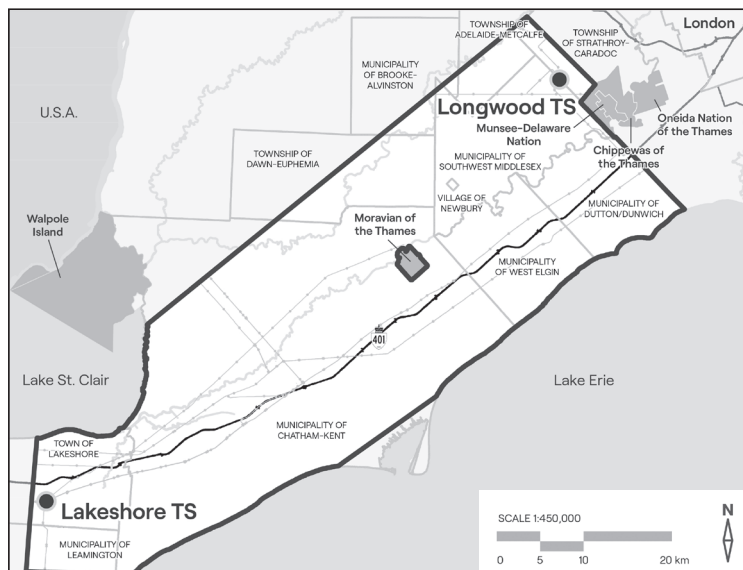 TOWNSHIP OF
ADELAIDE-METCALFE
London
TOWNSHIP
OF STRATHROY-
CARADOC
MUNICIPALITY
OF BROOKE-
ALVINSTON
U.S.A.
Longwood TS
Oneida Nation
of the Thames
Munsee-Delaware
Nation
Chippewas of
the Thames
TOWNSHIP OF
DAWN-EUPHEMIA
MUNICIPALITY OF
SOUTHWEST MIDDLESEX
VILLAGE OF
NEWBURY
MUNICIPALITY OF
DUTTON/DUNWICH
Walpole
Island
Moravian of
the Thames
MUNICIPALITY
OF WEST ELGIN
401
Lake St. Clair
Lake Erie
MUNICIPALITY OF
CHATHAM-KENT
TOWN OF
LAKESHORE
Lakeshore TS
MUNICIPALITY OF
LEAMINGTON
SCALE 1:450,000
N
0 5 10 20 km